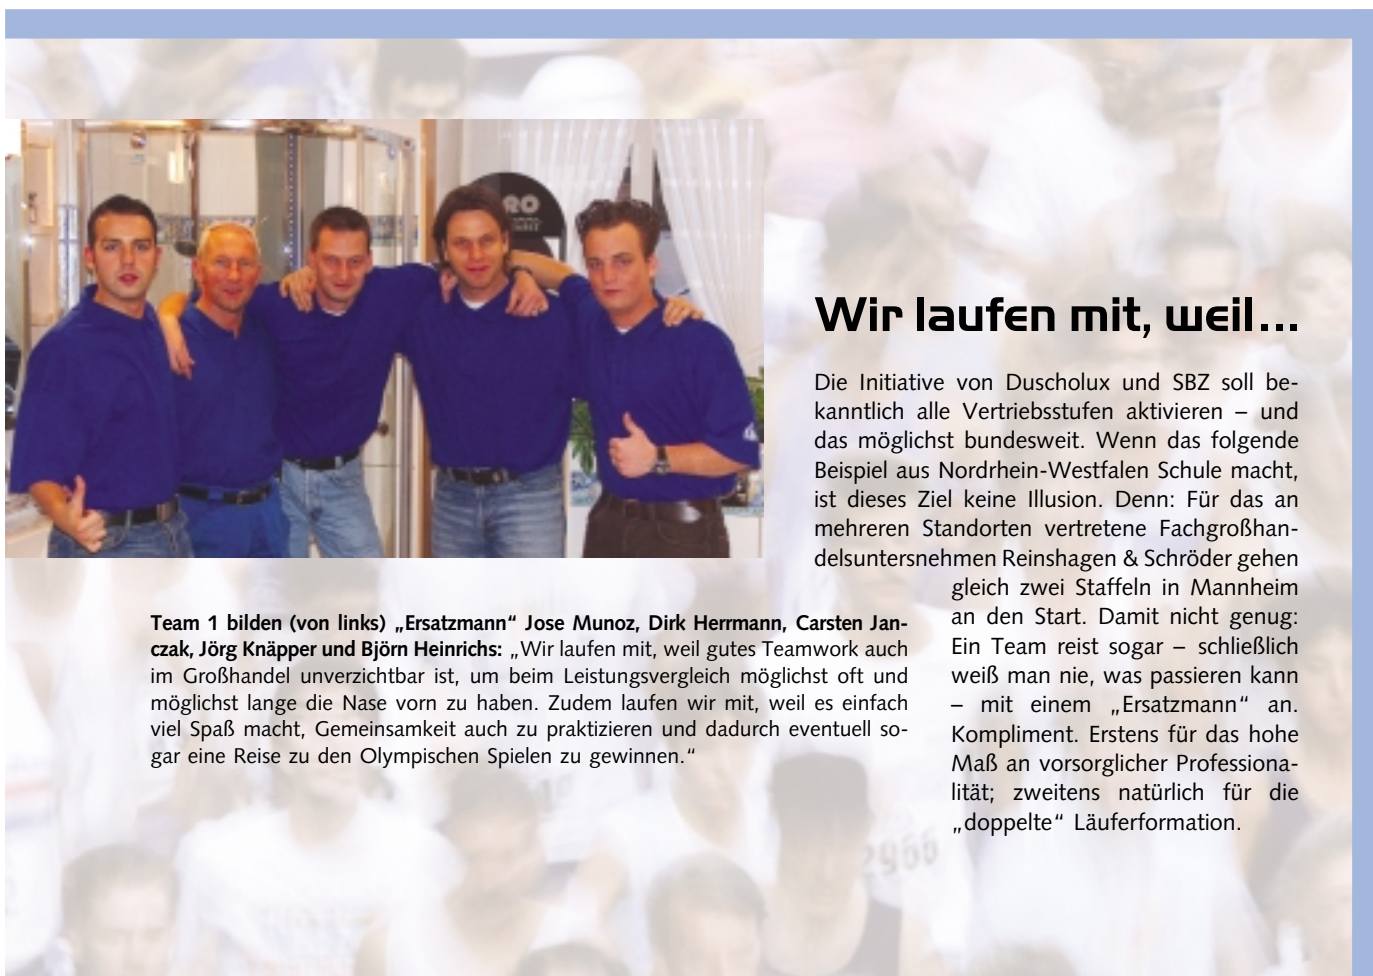 RO
Wir laufen mit, weil...
Die Initiative von Duscholux und SBZ soll be-
kanntlich alle Vertriebsstufen aktivieren – und
das möglichst bundesweit. Wenn das folgende
Beispiel aus Nordrhein-Westfalen Schule macht,
ist dieses Ziel keine Illusion. Denn: Für das an
mehreren Standorten vertretene Fachgroßhan-
delsuntersnehmen Reinshagen & Schröder gehen
gleich zwei Staffeln in Mannheim
an den Start. Damit nicht genug:
Ein Team reist sogar – schließlich
weiß man nie, was passieren kann
– mit einem „Ersatzmann“ an.
Kompliment. Erstens für das hohe
Maß an vorsorglicher Professiona-
lität; zweitens natürlich für die
„doppelte“ Läuferformation.
Team 1 bilden (von links) „Ersatzmann“ Jose Munoz, Dirk Herrmann, Carsten Jan-
czak, Jörg Knäpper und Björn Heinrichs: „Wir laufen mit, weil gutes Teamwork auch
im Großhandel unverzichtbar ist, um beim Leistungsvergleich möglichst oft und
möglichst lange die Nase vorn zu haben. Zudem laufen wir mit, weil es einfach
viel Spaß macht, Gemeinsamkeit auch zu praktizieren und dadurch eventuell so-
gar eine Reise zu den Olympischen Spielen zu gewinnen.“
2966